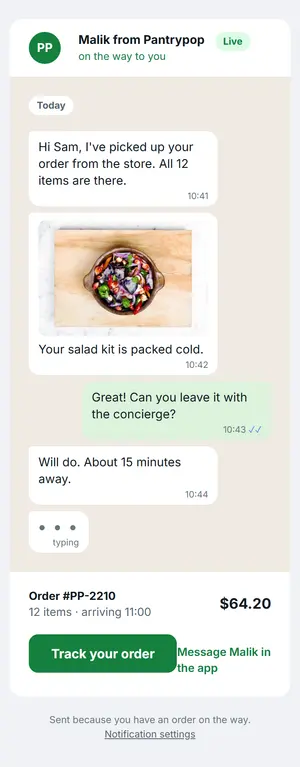 PP
Malik from Pantrypop
Live
on the way to you
Today
Hi Sam, I've picked up your
order from the store. All 12
items are there.
10:41
Your salad kit is packed cold.
10:42
Great! Can you leave it with
the concierge?
10:43 ✓✓
Will do. About 15 minutes
away.
10:44
typing
Order #PP-2210
12 items · arriving 11:00
$64.20
Track your order
Message Malik in
the app
Sent because you have an order on the way.
Notification settings